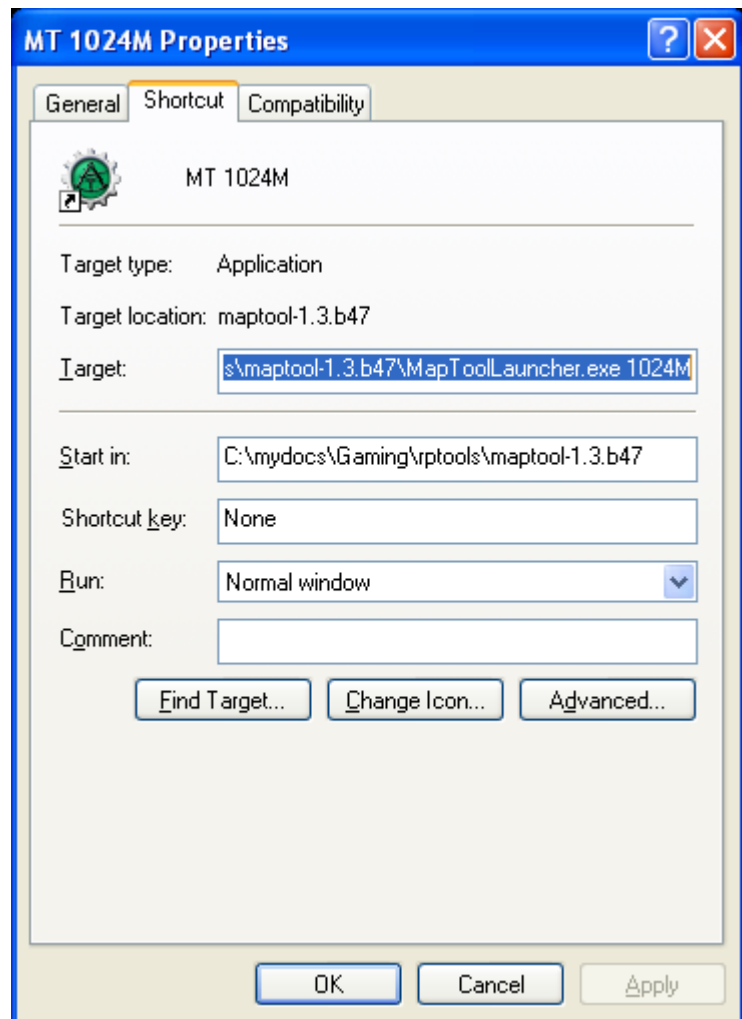 MT 1024M Properties
General Shortcut Compatibility
MT 1024M
Target type: Application
Target location: maptool-1.3.b47
Target: s\maptool-1.3.b47\MapToolLauncher.exe 1024M
Start in: C:\mydocs\Gaming\rptools\maptool-1.3.b47
Shortcut key: None
Run: Normal window
Comment:
Find Target... Change Icon... Advanced...
OK Cancel Apply